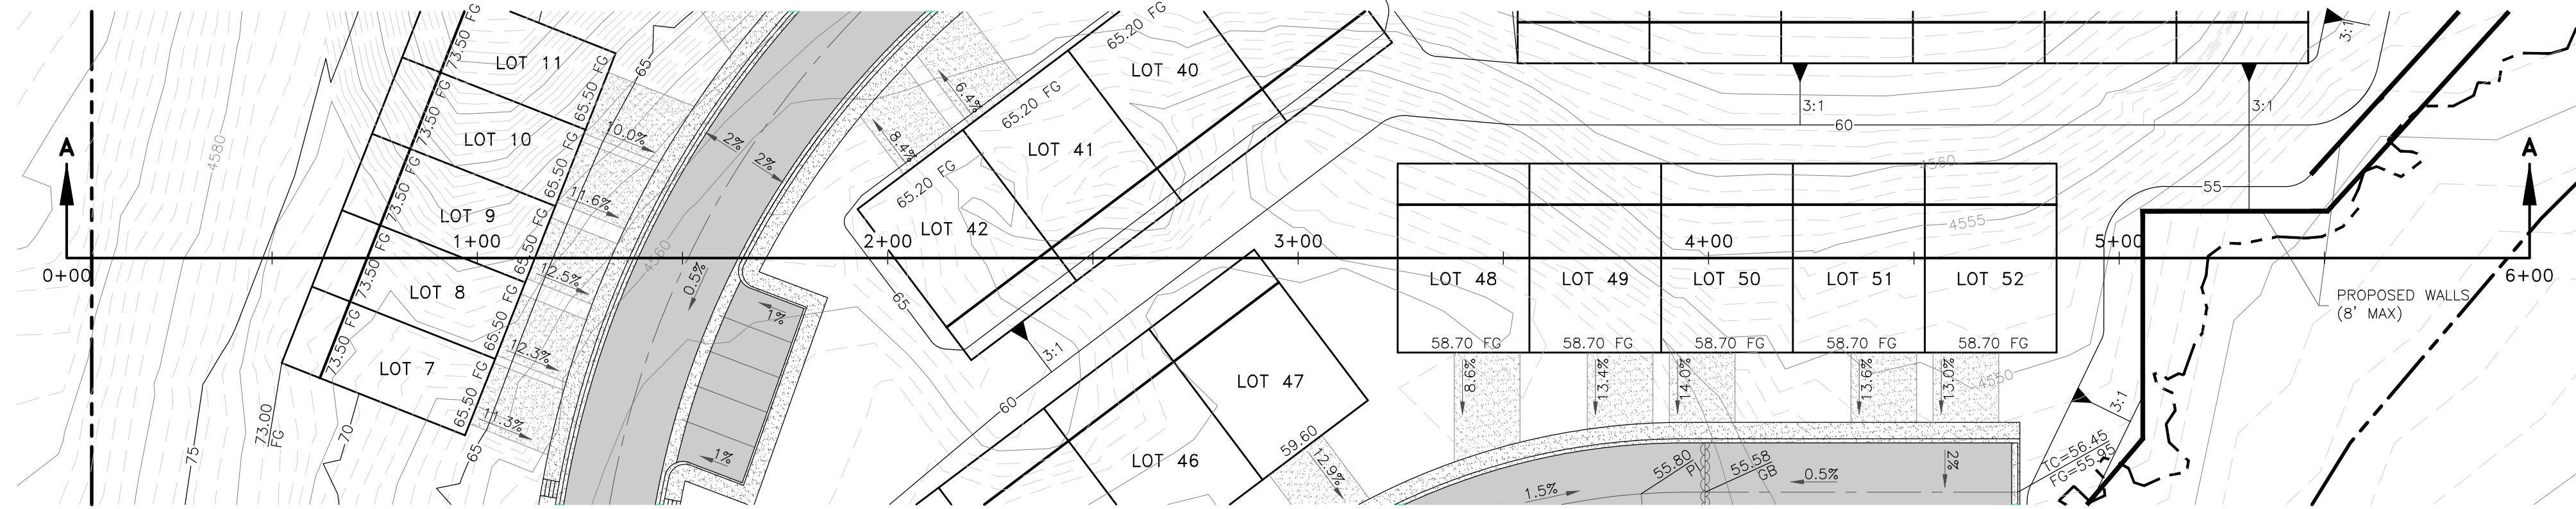 73.50 FG
LOT 11
73.50 FG
65.50 FG
65
LOT 10
10.0%
65.50 FG
73.50 FG
4580
LOT 9
11.6%
65.50 FG
73.50 FG
1+00
LOT 8
12.5%
65.50 FG
73.50 FG
12.3%
65.50 FG
LOT 7
73.50 FG
65.50 FG
11.3%
73.00
FG
75
70
65
A
0+00
2%
2%
4560
0.5%
1%
1%
6.4%
8.4%
65.20 FG
LOT 40
65.20 FG
LOT 41
65.20 FG
LOT 42
2+00
65
3:1
60
LOT 47
LOT 46
59.60
12.9%
3+00
3:1
3:1
3:1
60
4560
55
4555
4+00
5+00
LOT 48
LOT 49
LOT 50
LOT 51
LOT 52
58.70 FG
58.70 FG
58.70 FG
58.70 FG
58.70 FG
8.6%
13.4%
14.0%
13.6%
13.0%
4550
3:1
55.80
PI
55.58
GB
1.5%
0.5%
2%
TC=56.45
FG=55.95
A
6+00
PROPOSED WALLS
(8' MAX)